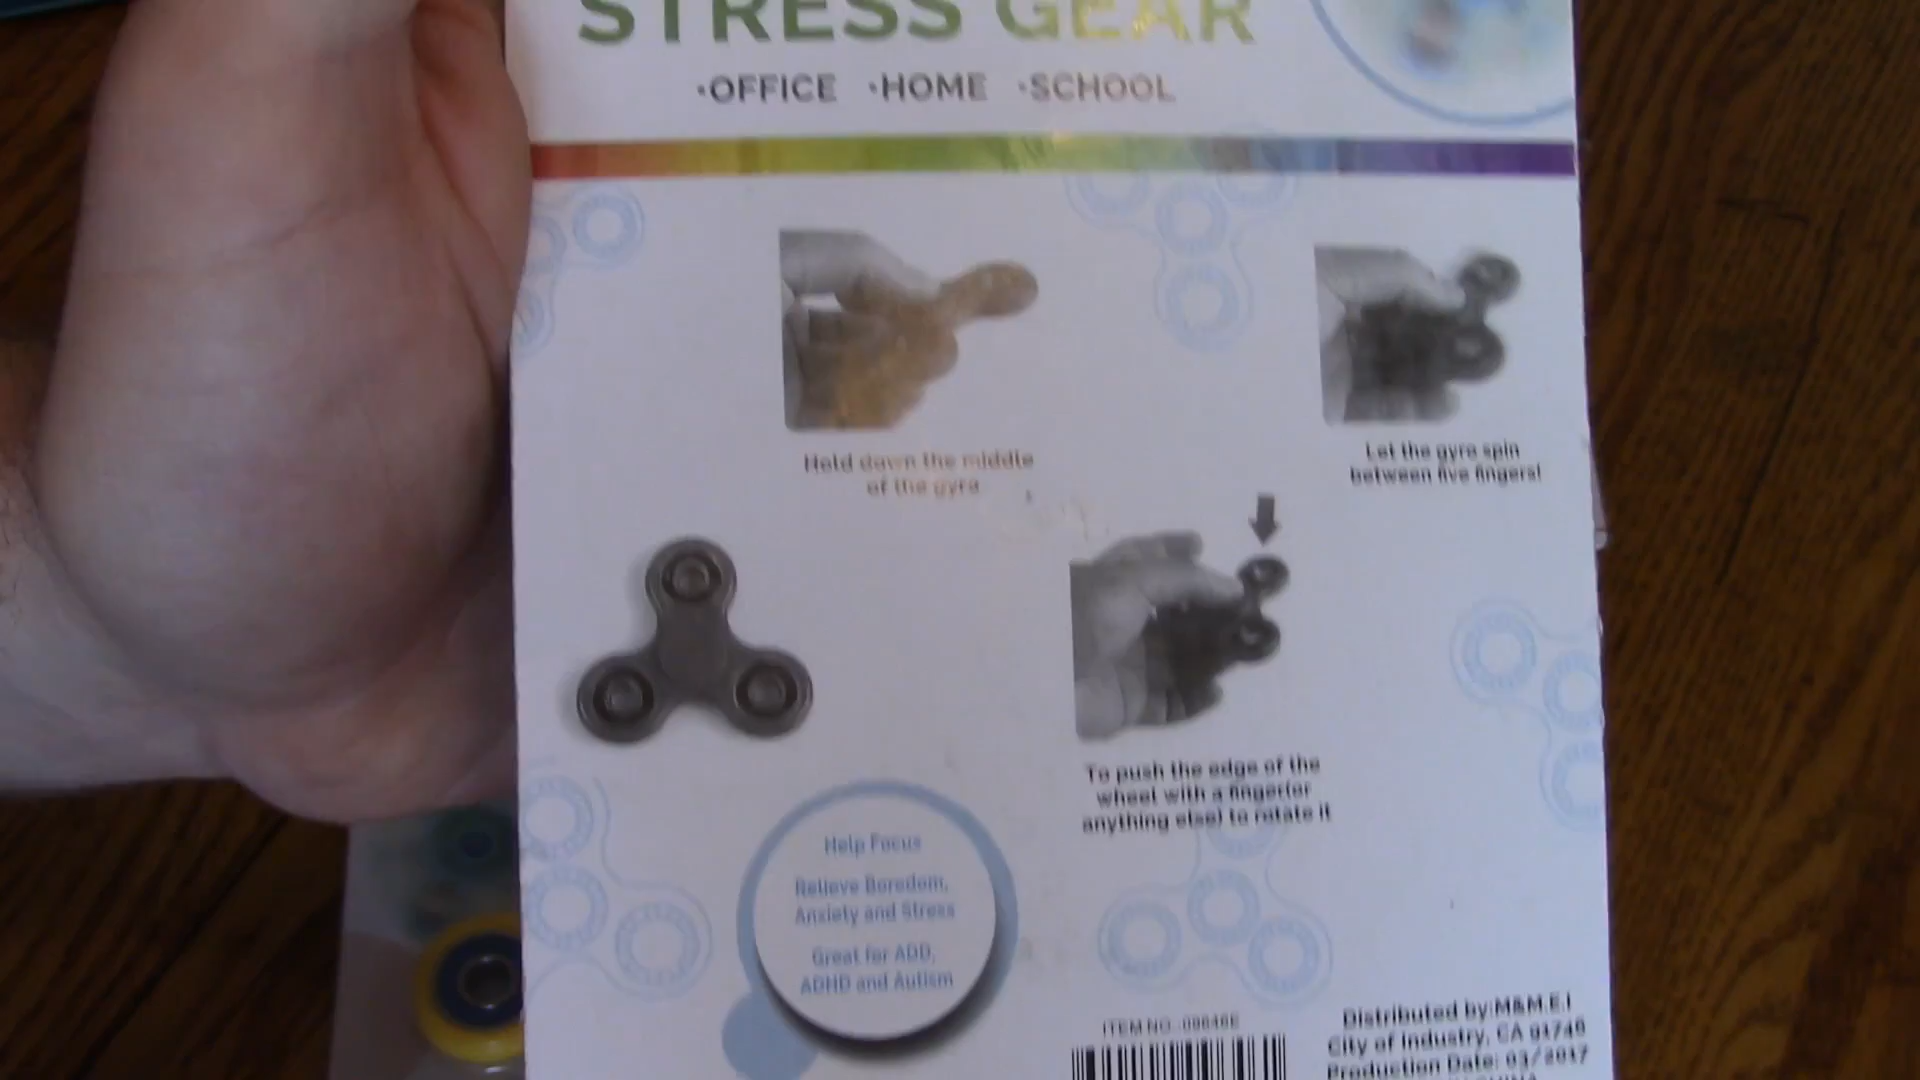 STRESS GEAR
·OFFICE ·HOME ·SCHOOL
Hold down the middle
of the gyro
Let the gyro spin
between five fingers!
To push the edge of the
wheel with a finger(or
anything else) to rotate it
Help Focus
Relieve Boredom,
Anxiety and Stress
Great for ADD,
ADHD and Autism
ITEM NO.
Distributed by:M&M.E.I
City of Industry, CA 91746
Production Date: 03/2017